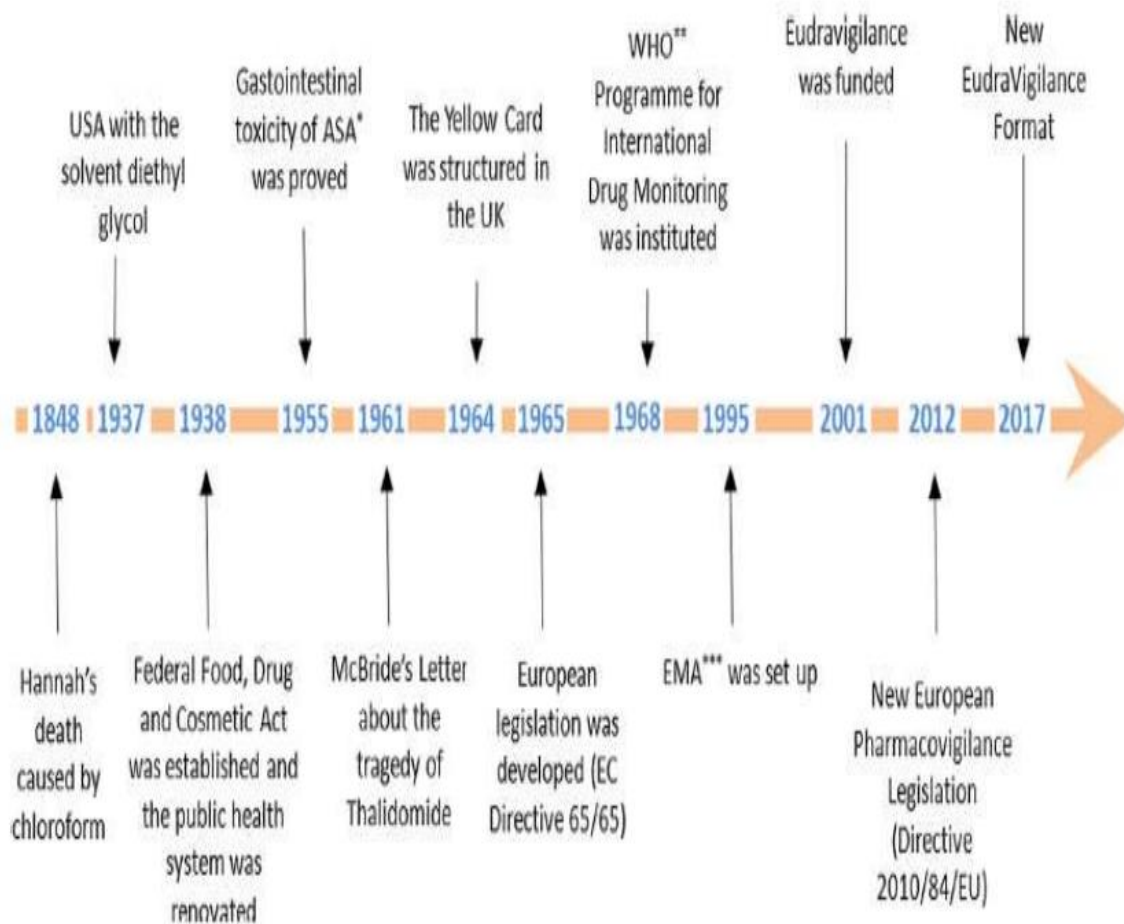 USA with the
solvent diethyl
glycol
Gastointestinal
toxicity of ASA*
was proved
The Yellow Card
was structured in
the UK
WHO**
Programme for
International
Drug Monitoring
was instituted
Eudravigilance
was funded
New
EudraVigilance
Format
1848 1937 1938 1955 1961 1964 1965 1968 1995 2001 2012 2017
Hannah's
death
caused by
chloroform
Federal Food, Drug
and Cosmetic Act
was established and
the public health
system was
renovated
McBride's Letter
about the
tragedy of
Thalidomide
European
legislation was
developed (EC
Directive 65/65)
EMA*** was set up
New European
Pharmacovigilance
Legislation
(Directive
2010/84/EU)